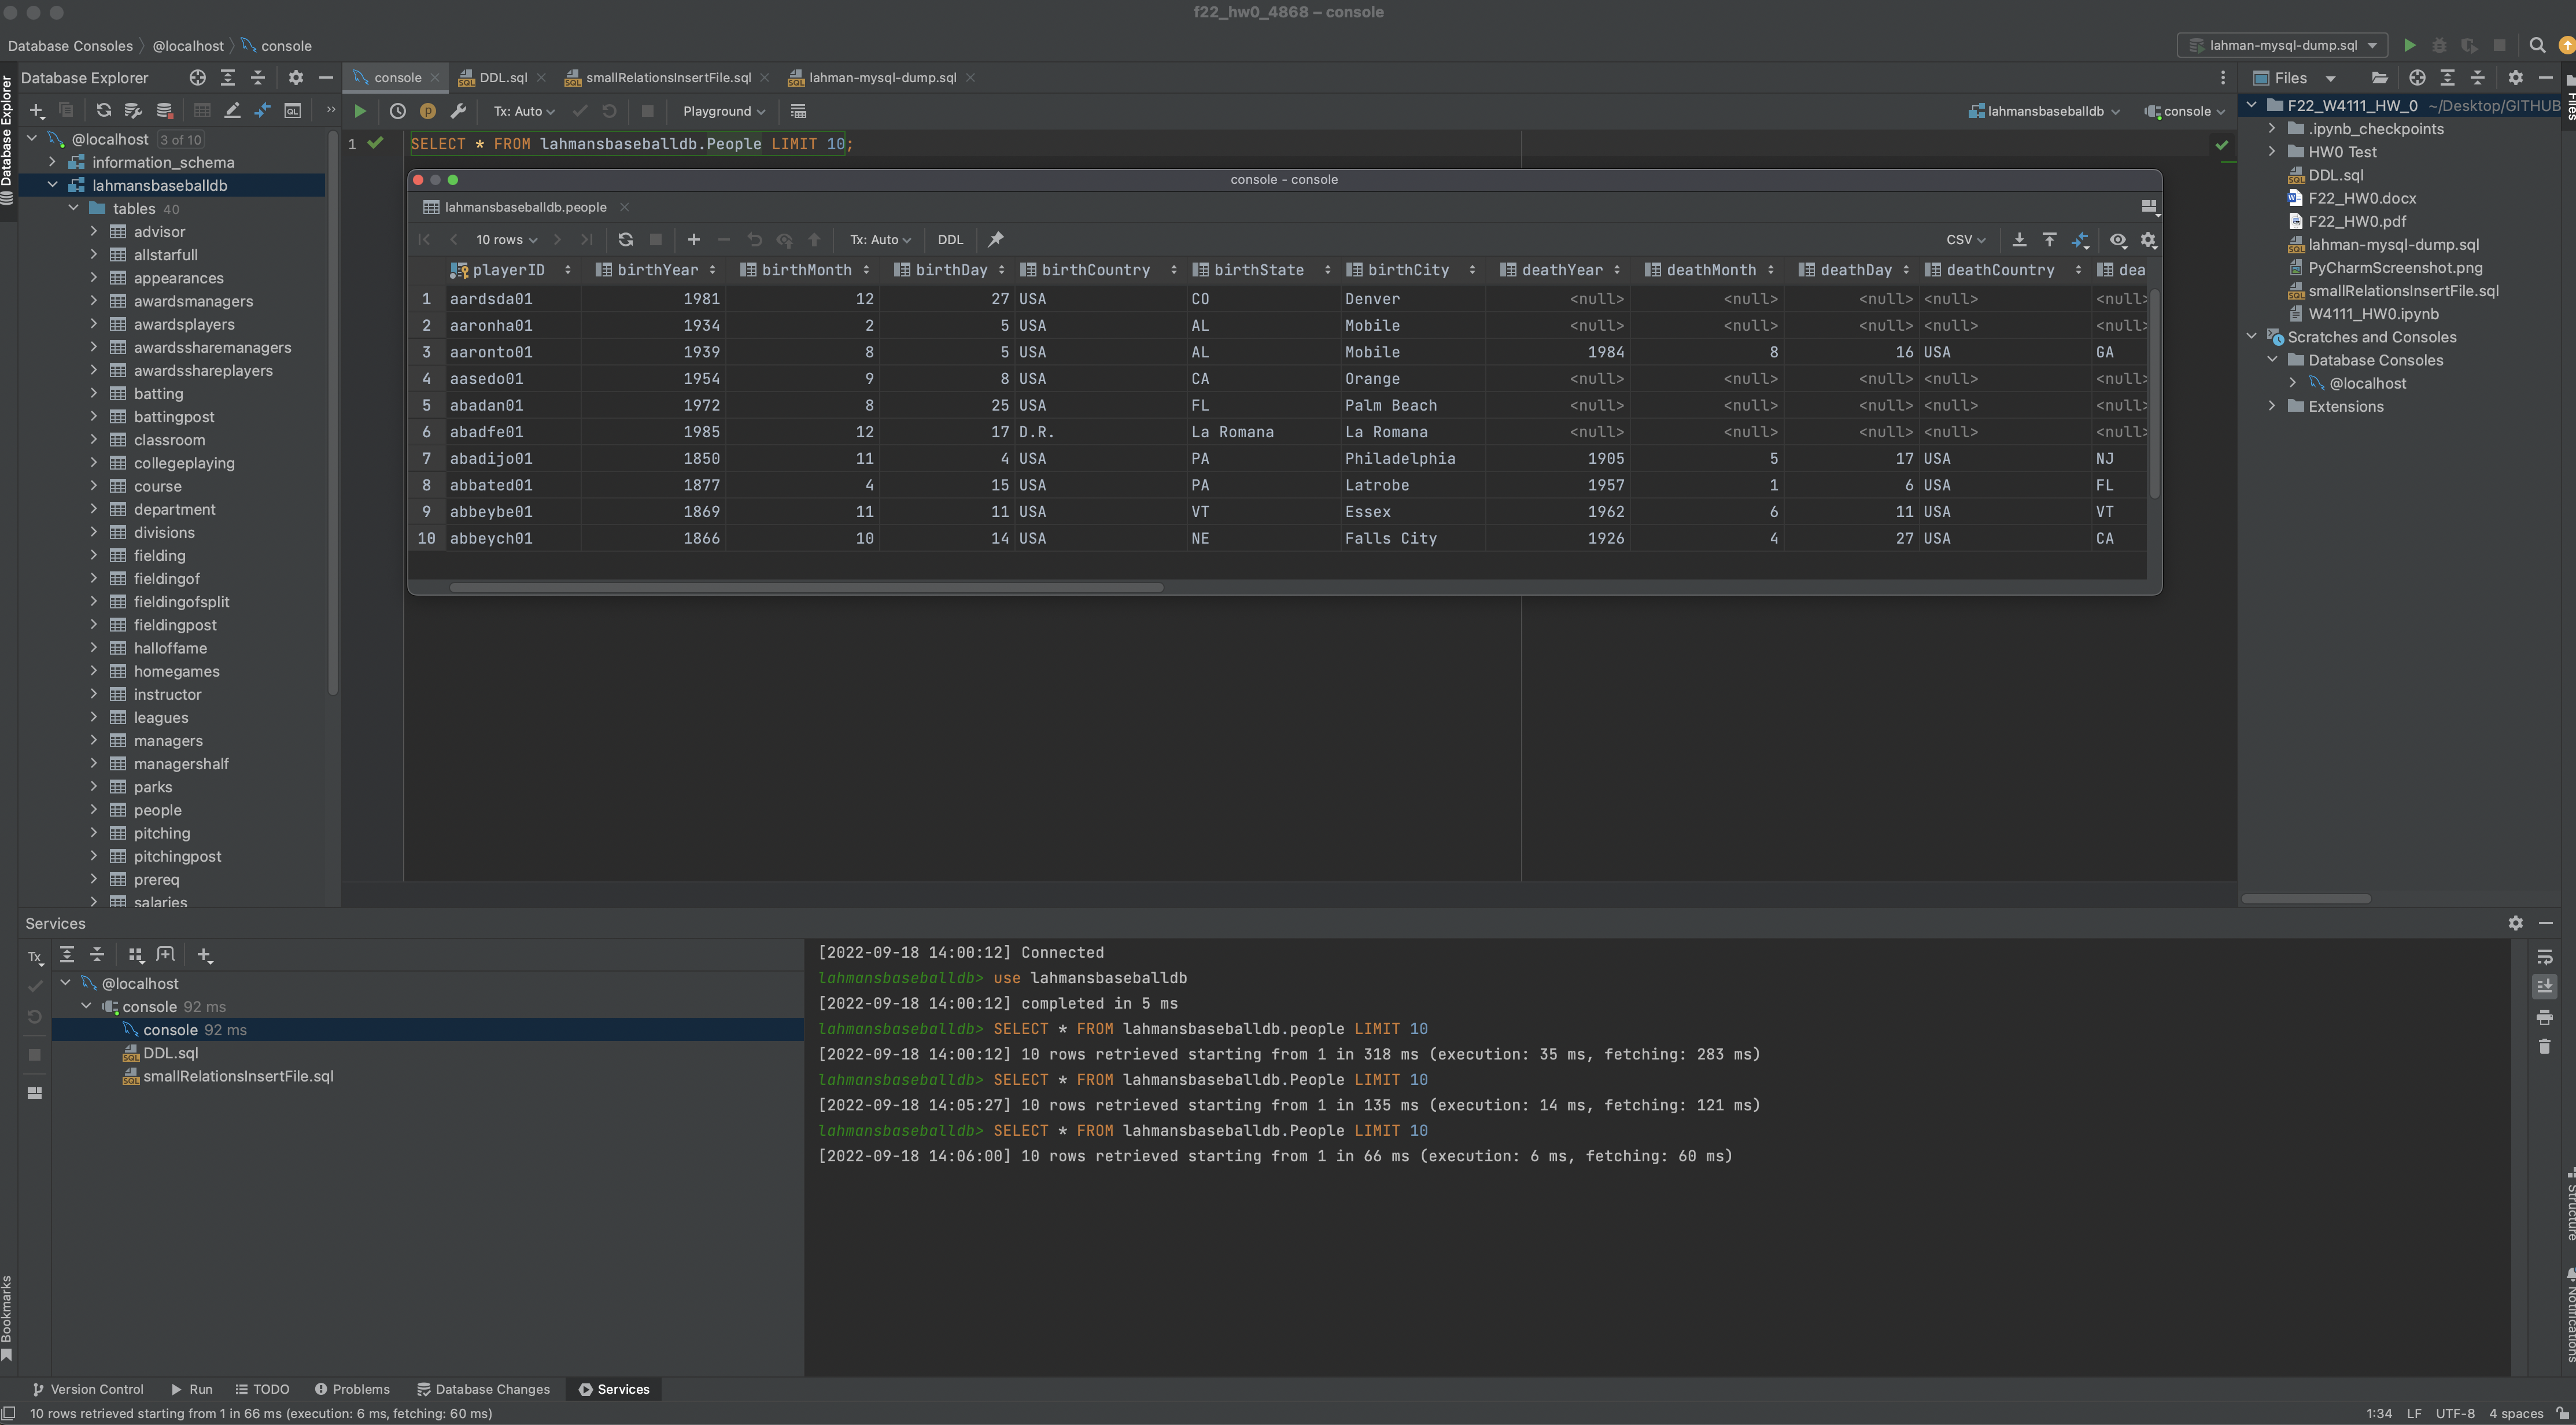 f22_hw0_4868 – console
Database Consoles @localhost console
lahman-mysql-dump.sql
Database Explorer
console DDL.sql smallRelationsInsertFile.sql lahman-mysql-dump.sql
Files
Tx: Auto Playground lahmansbaseballdb console
Database Explorer
@localhost 3 of 10
information_schema
lahmansbaseballdb
tables 40
advisor
allstarfull
appearances
awardsmanagers
awardsplayers
awardssharemanagers
awardsshareplayers
batting
battingpost
classroom
collegeplaying
course
department
divisions
fielding
fieldingof
fieldingofsplit
fieldingpost
halloffame
homegames
instructor
leagues
managers
managershalf
parks
people
pitching
pitchingpost
prereq
salaries
1 SELECT * FROM lahmansbaseballdb.People LIMIT 10;
console - console
lahmansbaseballdb.people
10 rows Tx: Auto DDL CSV
playerID birthYear birthMonth birthDay birthCountry birthState birthCity deathYear deathMonth deathDay deathCountry dea
1 aardsda01 1981 12 27 USA CO Denver <null> <null> <null> <null> <null>
2 aaronha01 1934 2 5 USA AL Mobile <null> <null> <null> <null> <null>
3 aaronto01 1939 8 5 USA AL Mobile 1984 8 16 USA GA
4 aasedo01 1954 9 8 USA CA Orange <null> <null> <null> <null> <null>
5 abadan01 1972 8 25 USA FL Palm Beach <null> <null> <null> <null> <null>
6 abadfe01 1985 12 17 D.R. La Romana La Romana <null> <null> <null> <null> <null>
7 abadijo01 1850 11 4 USA PA Philadelphia 1905 5 17 USA NJ
8 abbated01 1877 4 15 USA PA Latrobe 1957 1 6 USA FL
9 abbeybe01 1869 11 11 USA VT Essex 1962 6 11 USA VT
10 abbeych01 1866 10 14 USA NE Falls City 1926 4 27 USA CA
F22_W4111_HW_0 ~/Desktop/GITHUB
.ipynb_checkpoints
HW0 Test
DDL.sql
F22_HW0.docx
F22_HW0.pdf
lahman-mysql-dump.sql
PyCharmScreenshot.png
smallRelationsInsertFile.sql
W4111_HW0.ipynb
Scratches and Consoles
Database Consoles
@localhost
Extensions
Files
Services
Tx
@localhost
console 92 ms
console 92 ms
DDL.sql
smallRelationsInsertFile.sql
[2022-09-18 14:00:12] Connected
lahmansbaseballdb> use lahmansbaseballdb
[2022-09-18 14:00:12] completed in 5 ms
lahmansbaseballdb> SELECT * FROM lahmansbaseballdb.people LIMIT 10
[2022-09-18 14:00:12] 10 rows retrieved starting from 1 in 318 ms (execution: 35 ms, fetching: 283 ms)
lahmansbaseballdb> SELECT * FROM lahmansbaseballdb.People LIMIT 10
[2022-09-18 14:05:27] 10 rows retrieved starting from 1 in 135 ms (execution: 14 ms, fetching: 121 ms)
lahmansbaseballdb> SELECT * FROM lahmansbaseballdb.People LIMIT 10
[2022-09-18 14:06:00] 10 rows retrieved starting from 1 in 66 ms (execution: 6 ms, fetching: 60 ms)
Structure
Notifications
Bookmarks
Version Control Run TODO Problems Database Changes Services
10 rows retrieved starting from 1 in 66 ms (execution: 6 ms, fetching: 60 ms) 1:34 LF UTF-8 4 spaces